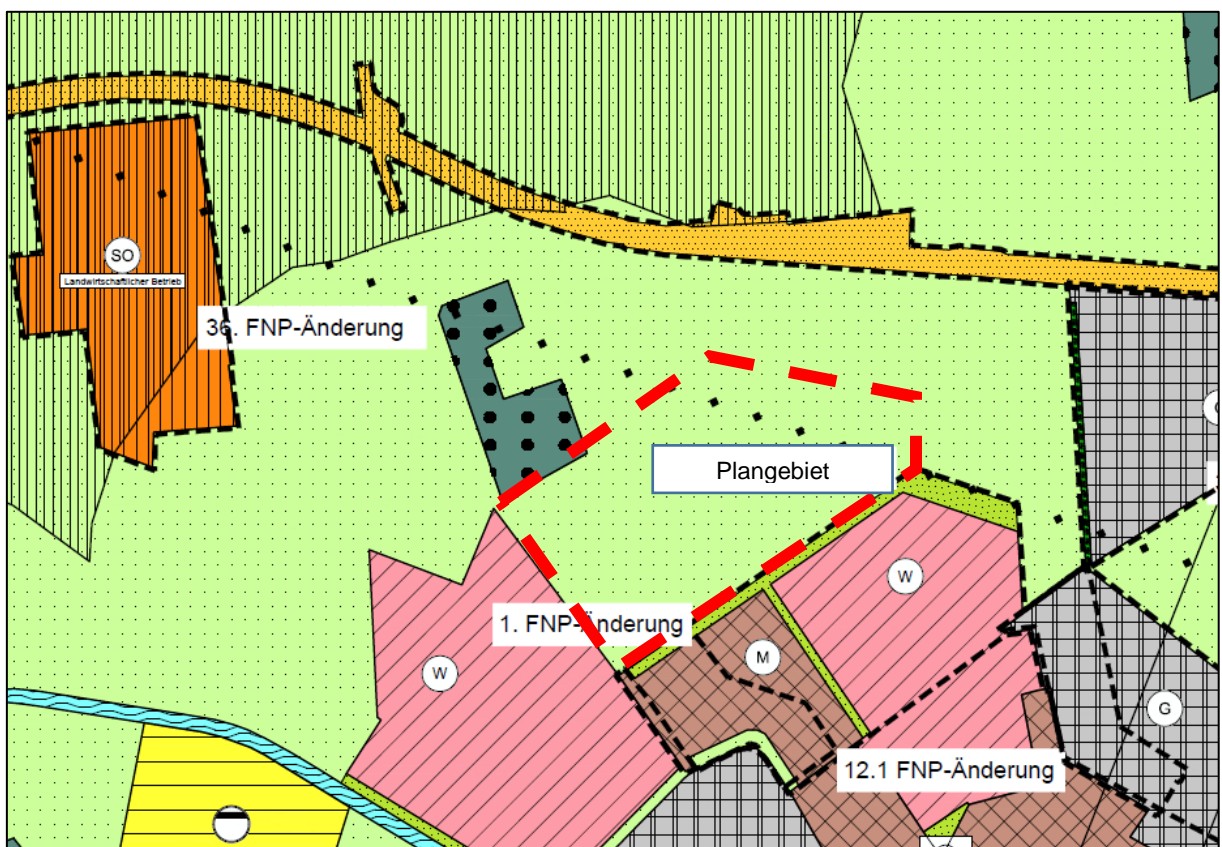 SO
Landwirtschaftlicher Betrieb
36. FNP-Änderung
Plangebiet
W
1. FNP-Änderung
M
W
G
12.1 FNP-Änderung